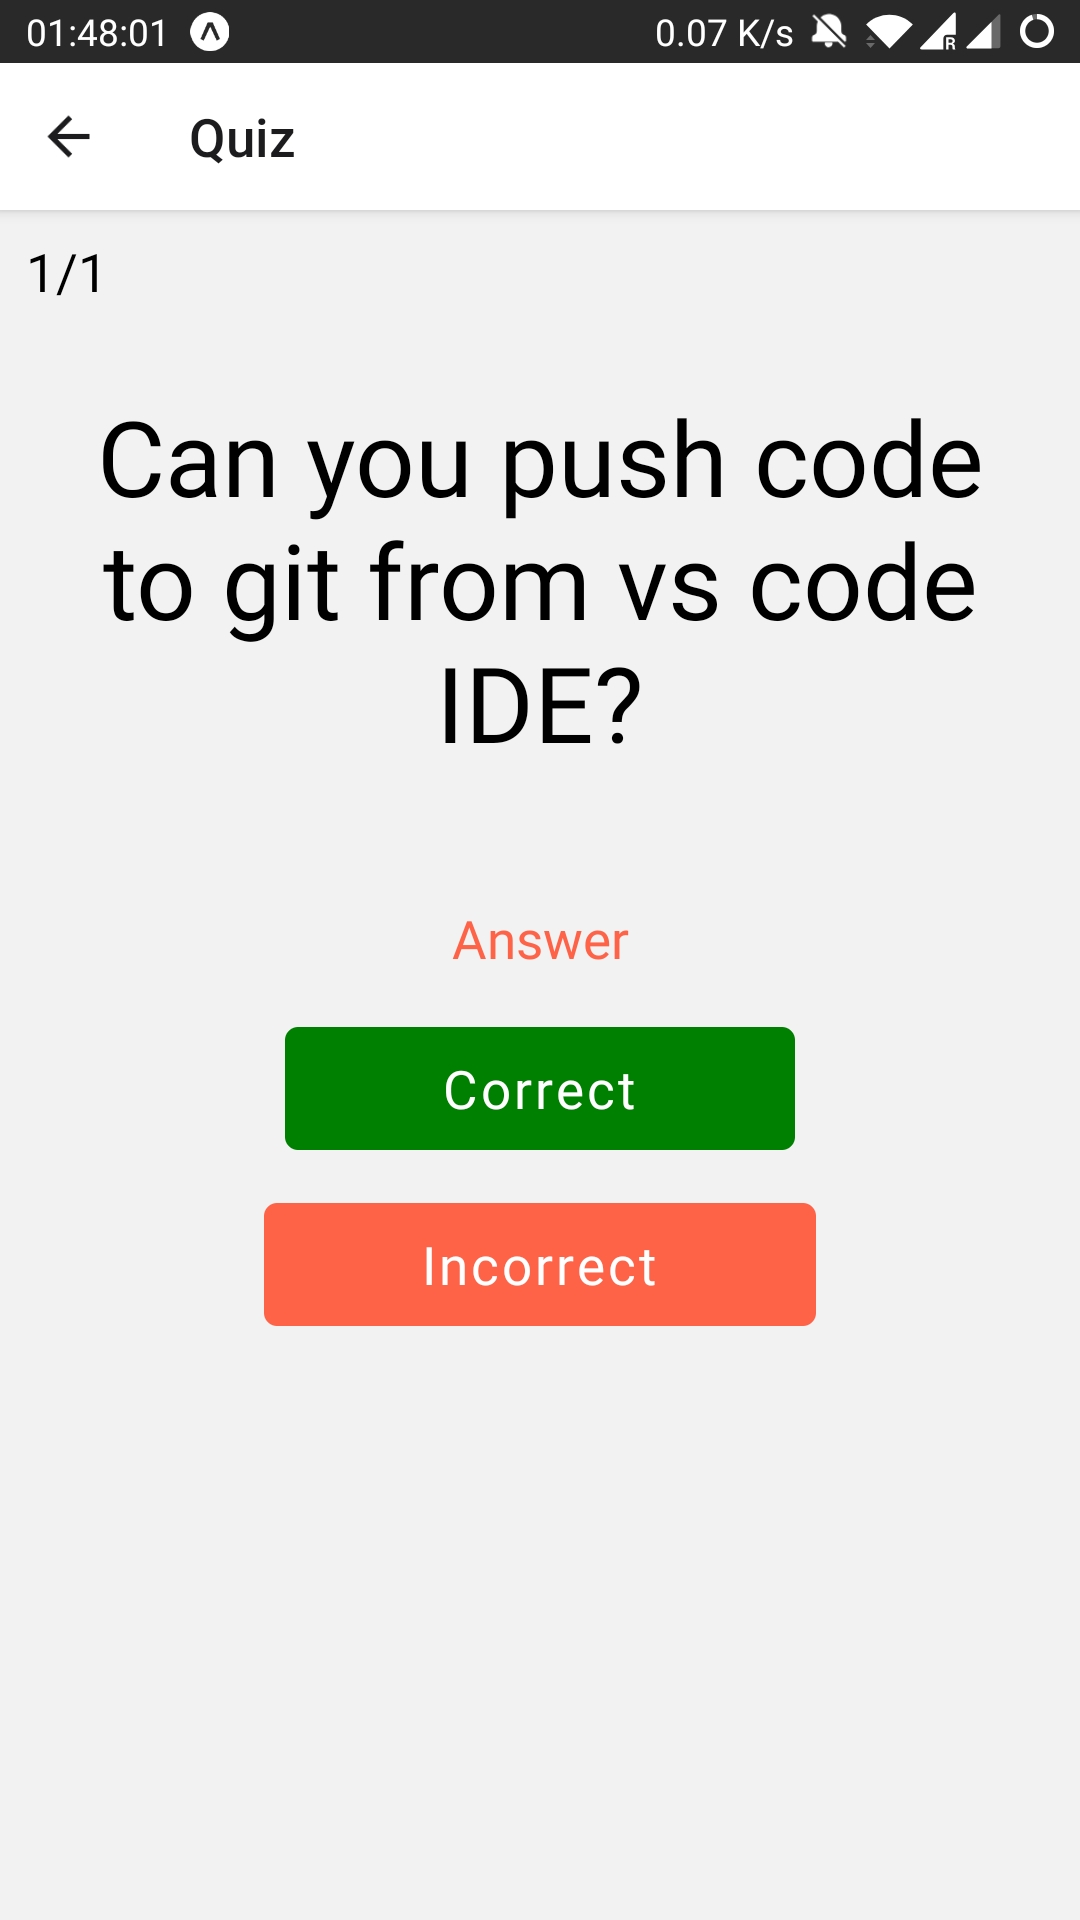 01:48:01 0.07 K/s R
Quiz
1/1
Can you push code
to git from vs code
IDE?
Answer
Correct
Incorrect